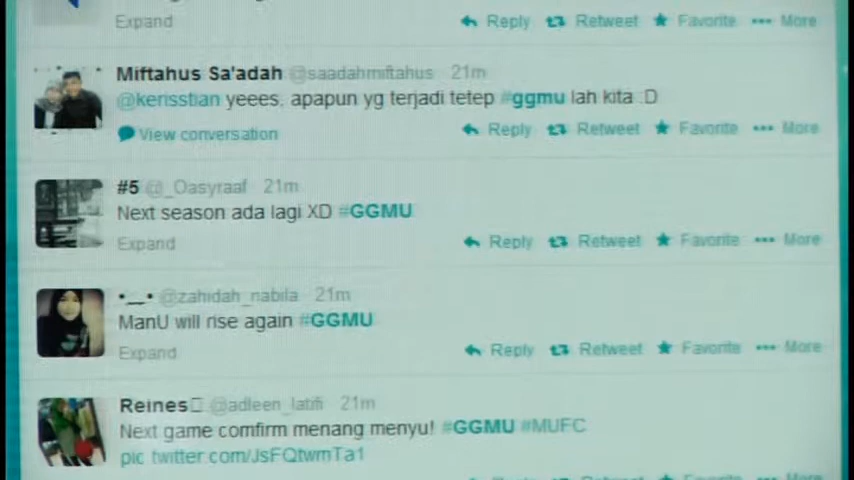 Expand Reply Retweet Favorite More
Miftahus Sa'adah @saadahmiftahus 21m
@kerisstian yeees, apapun yg terjadi tetep #ggmu lah kita :D
View conversation Reply Retweet Favorite More
#5 @_Oasyraaf 21m
Next season ada lagi XD #GGMU
Expand Reply Retweet Favorite More
•__• @zahidah_nabila 21m
ManU will rise again #GGMU
Expand Reply Retweet Favorite More
Reines @adleen_latifi 21m
Next game comfirm menang menyu! #GGMU #MUFC
pic.twitter.com/JsFQtwmTa1